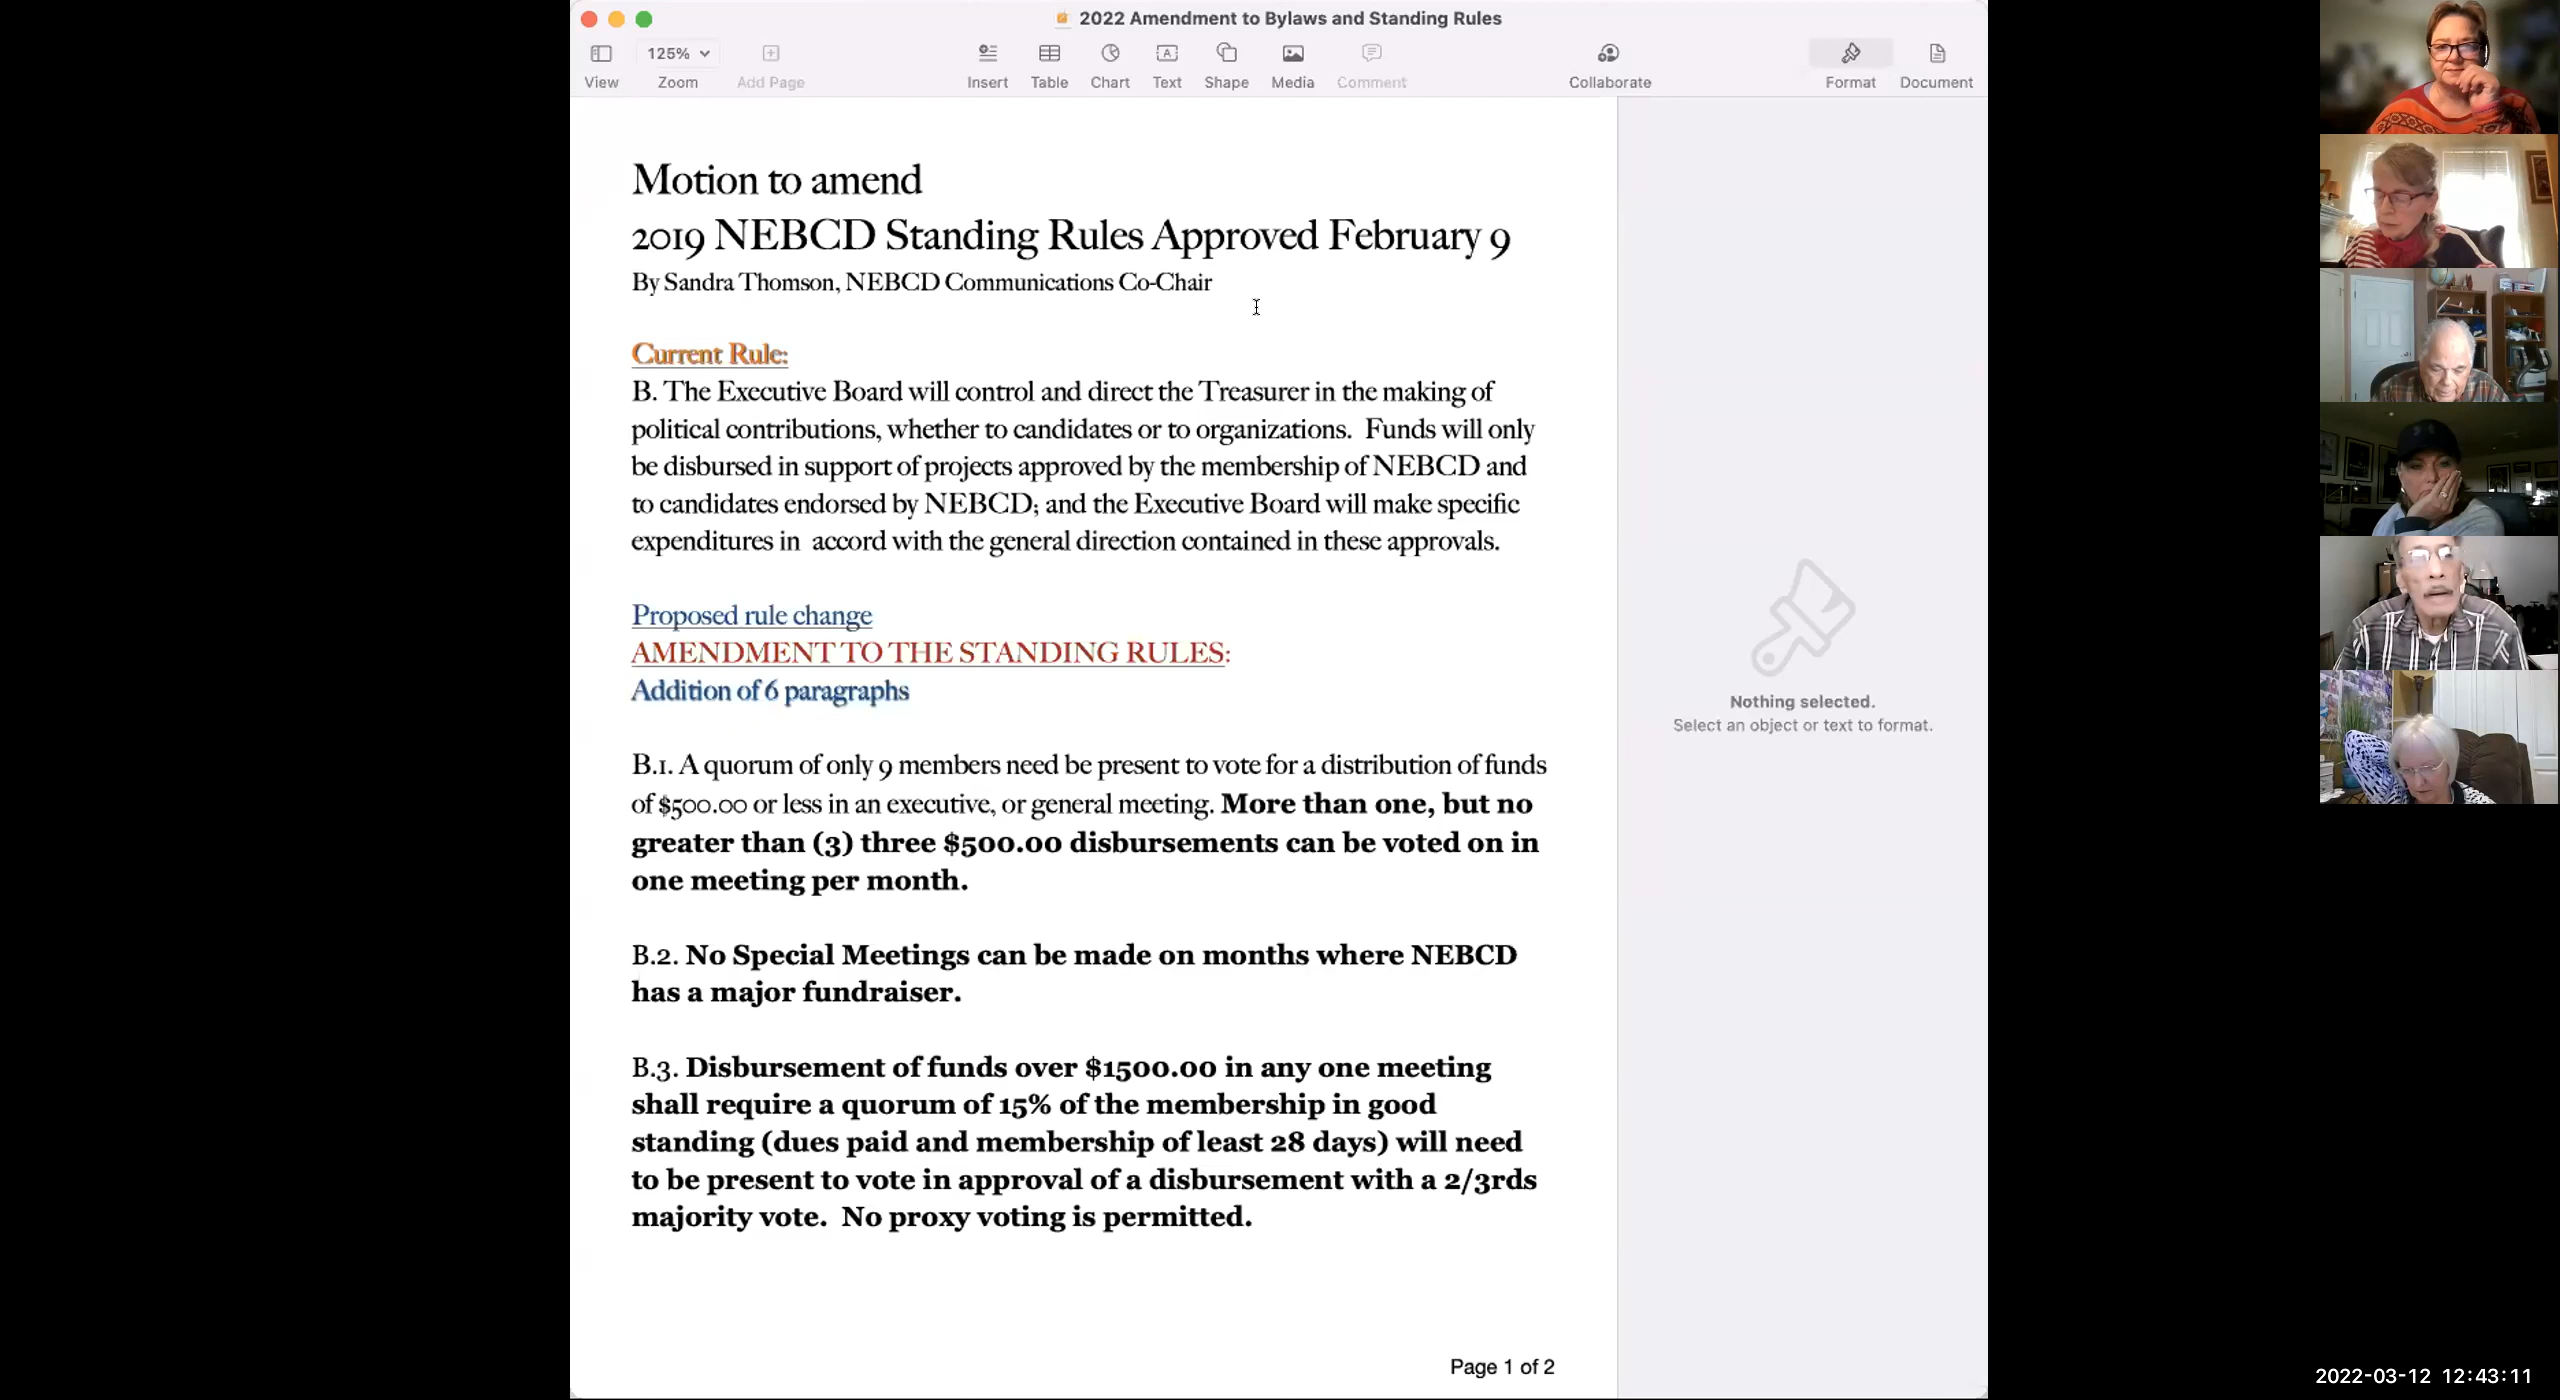 2022 Amendment to Bylaws and Standing Rules
125%
View
Zoom
Add Page
Insert
Table
Chart
Text
Shape
Media
Comment
Collaborate
Format
Document
Motion to amend
2019 NEBCD Standing Rules Approved February 9
By Sandra Thomson, NEBCD Communications Co-Chair
Current Rule:
B. The Executive Board will control and direct the Treasurer in the making of
political contributions, whether to candidates or to organizations.  Funds will only
be disbursed in support of projects approved by the membership of NEBCD and
to candidates endorsed by NEBCD; and the Executive Board will make specific
expenditures in  accord with the general direction contained in these approvals.
Proposed rule change
AMENDMENT TO THE STANDING RULES:
Addition of 6 paragraphs
B.1. A quorum of only 9 members need be present to vote for a distribution of funds
of $500.00 or less in an executive, or general meeting. More than one, but no
greater than (3) three $500.00 disbursements can be voted on in
one meeting per month.
B.2. No Special Meetings can be made on months where NEBCD
has a major fundraiser.
B.3. Disbursement of funds over $1500.00 in any one meeting
shall require a quorum of 15% of the membership in good
standing (dues paid and membership of least 28 days) will need
to be present to vote in approval of a disbursement with a 2/3rds
majority vote.  No proxy voting is permitted.
Page 1 of 2
Nothing selected.
Select an object or text to format.
2022-03-12 12:43:11